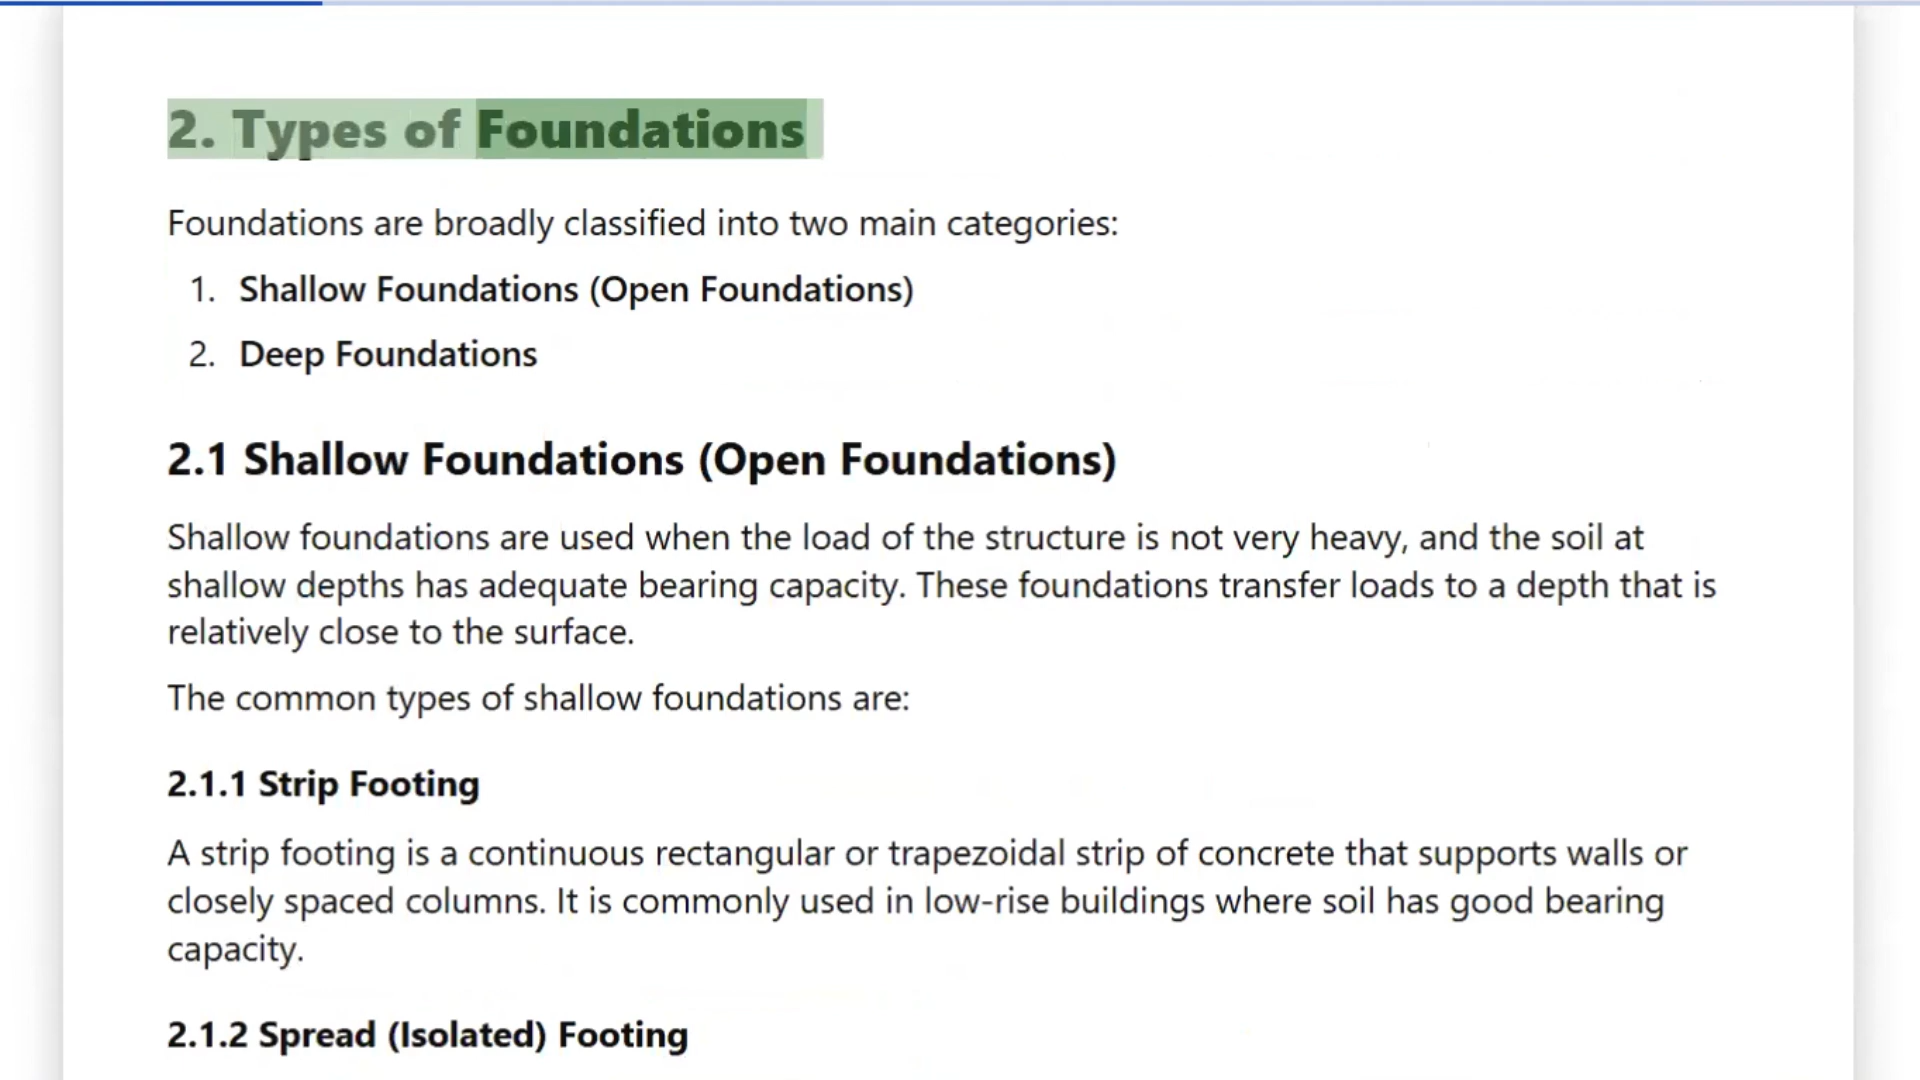 2. Types of Foundations
Foundations are broadly classified into two main categories:
1. Shallow Foundations (Open Foundations)
2. Deep Foundations
2.1 Shallow Foundations (Open Foundations)
Shallow foundations are used when the load of the structure is not very heavy, and the soil at
shallow depths has adequate bearing capacity. These foundations transfer loads to a depth that is
relatively close to the surface.
The common types of shallow foundations are:
2.1.1 Strip Footing
A strip footing is a continuous rectangular or trapezoidal strip of concrete that supports walls or
closely spaced columns. It is commonly used in low-rise buildings where soil has good bearing
capacity.
2.1.2 Spread (Isolated) Footing